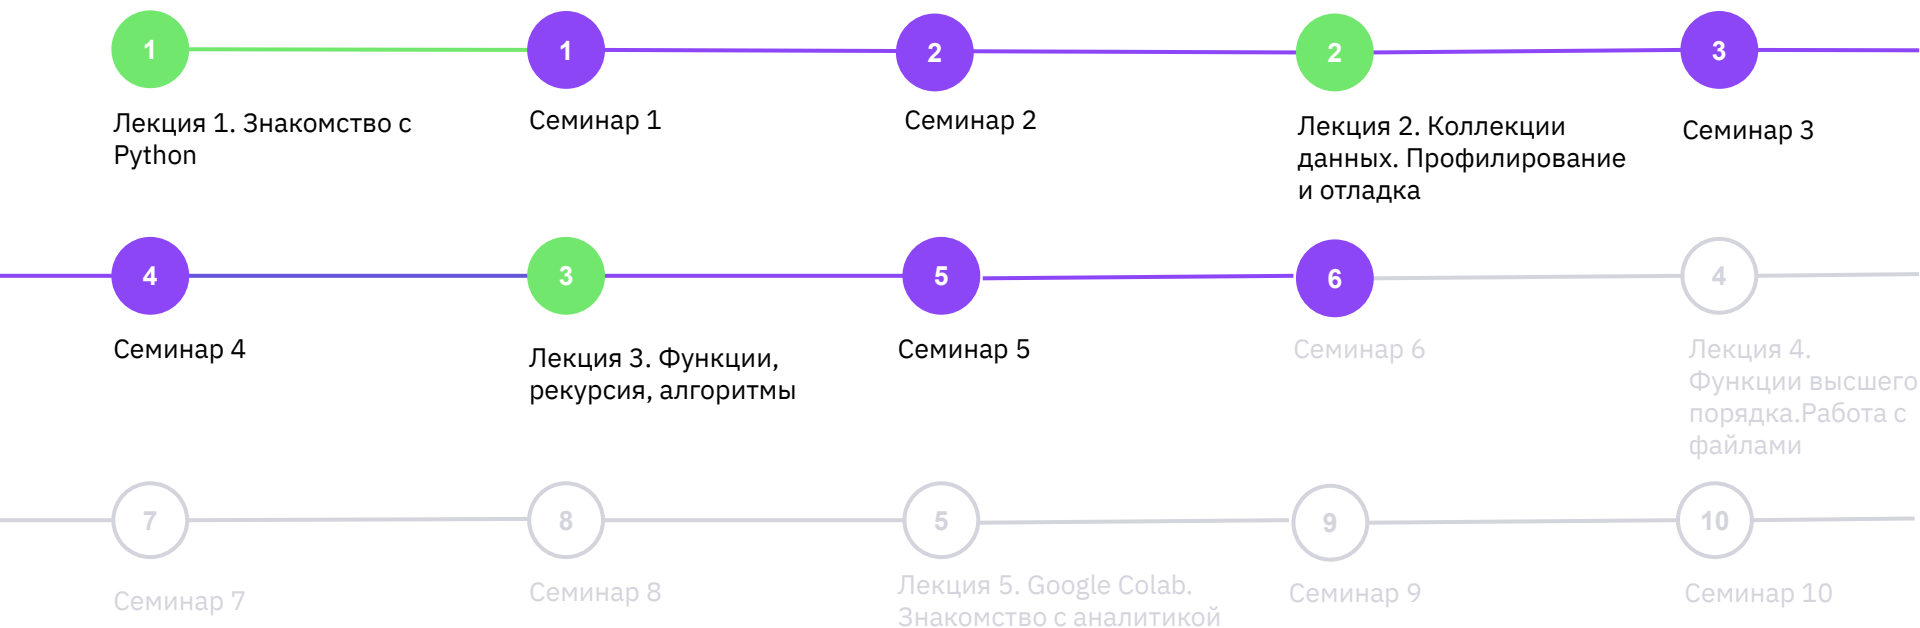 1
1
2
2
3
Лекция 1. Знакомство с
Python
Семинар 1
Семинар 2
Лекция 2. Коллекции
данных. Профилирование
и отладка
Семинар 3
4
3
5
6
4
Семинар 4
Лекция 3. Функции,
рекурсия, алгоритмы
Семинар 5
Семинар 6
Лекция 4.
Функции высшего
порядка.Работа с
файлами
7
8
5
9
10
Семинар 7
Семинар 8
Лекция 5. Google Colab.
Знакомство с аналитикой
Семинар 9
Семинар 10